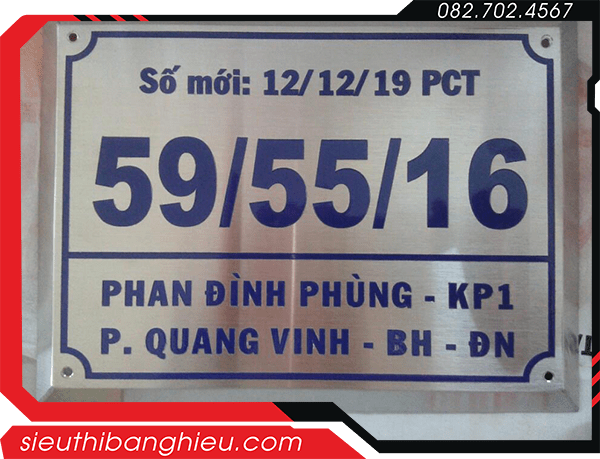 082.702.4567
Số mới: 12/12/19 PCT
59/55/16
PHAN ĐÌNH PHÙNG - KP1
P. QUANG VINH - BH - ĐN
sieuthibanghieu.com